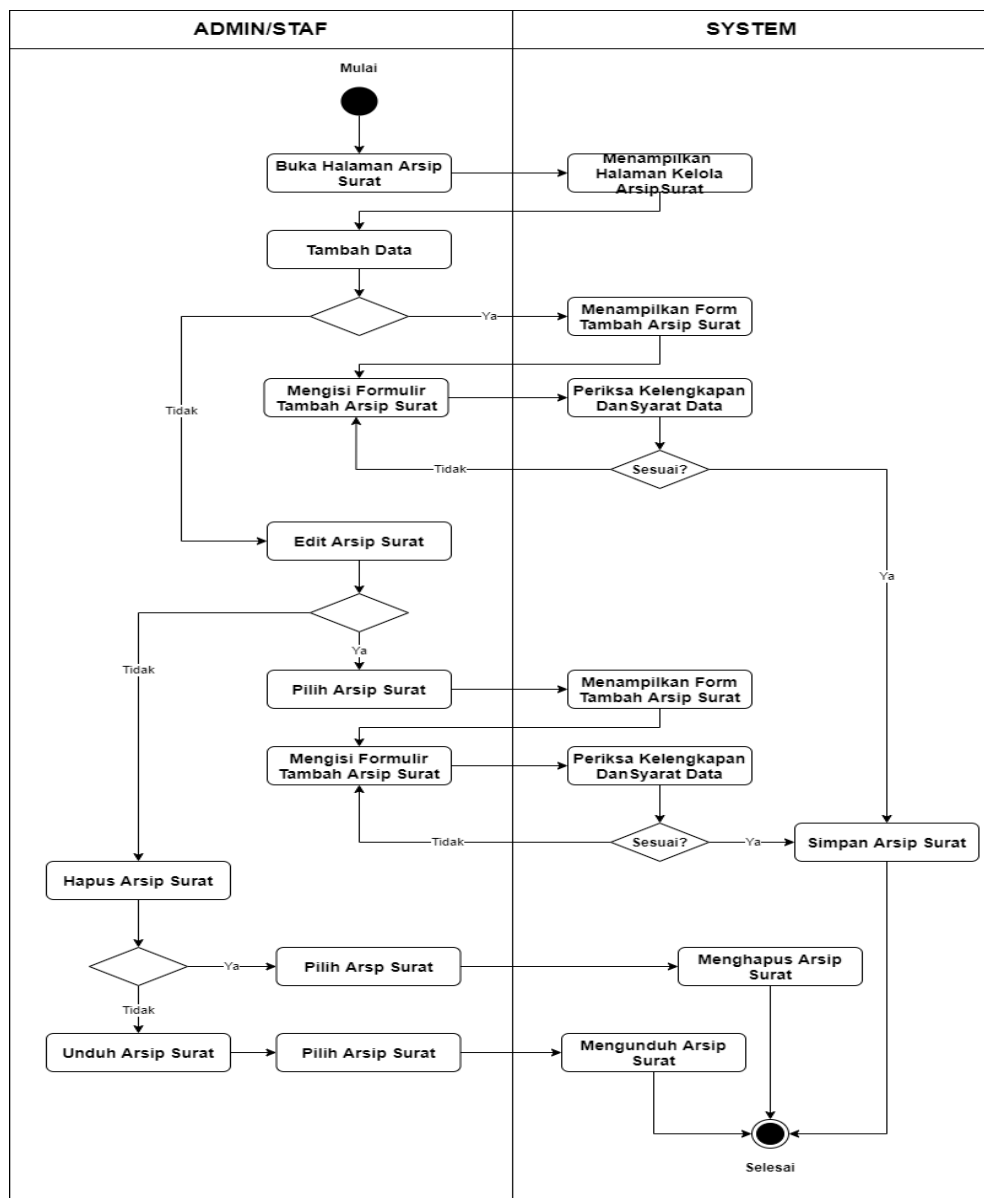 ADMIN/STAF
SYSTEM
Mulai
Buka Halaman Arsip
Surat
Menampilkan
Halaman Kelola
ArsipSurat
Tambah Data
Ya
Menampilkan Form
Tambah Arsip Surat
Tidak
Mengisi Formulir
Tambah Arsip Surat
Periksa Kelengkapan
DanSyarat Data
Tidak
Sesuai?
Edit Arsip Surat
Ya
Ya
Tidak
Pilih Arsip Surat
Menampilkan Form
Tambah Arsip Surat
Mengisi Formulir
Tambah Arsip Surat
Periksa Kelengkapan
DanSyarat Data
Tidak
Sesuai?
Ya
Simpan Arsip Surat
Hapus Arsip Surat
Ya
Pilih Arsp Surat
Menghapus Arsip
Surat
Tidak
Unduh Arsip Surat
Pilih Arsip Surat
Mengunduh Arsip
Surat
Selesai